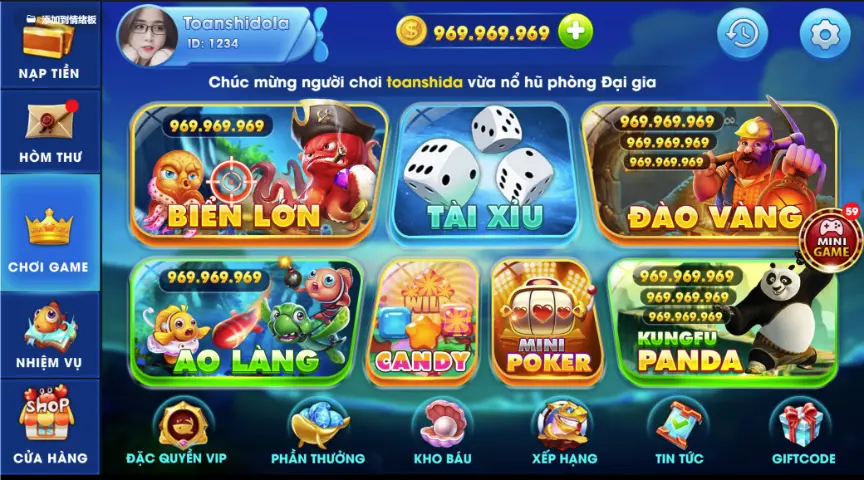 添加到情绪板
NẠP TIỀN
HÒM THƯ
CHƠI GAME
NHIỆM VỤ
SHOP
CỬA HÀNG
Toanshidola
ID: 1234
969.969.969
Chúc mừng người chơi toanshida vừa nổ hũ phòng Đại gia
969.969.969
BIỂN LỚN
TÀI XỈU
969.969.969
969.969.969
969.969.969
ĐÀO VÀNG
59
MINI
GAME
969.969.969
AO LÀNG
WILD
CANDY
MINI
POKER
969.969.969
969.969.969
969.969.969
KUNGFU
PANDA
ĐẶC QUYỀN VIP
PHẦN THƯỞNG
KHO BÁU
XẾP HẠNG
TIN TỨC
GIFTCODE